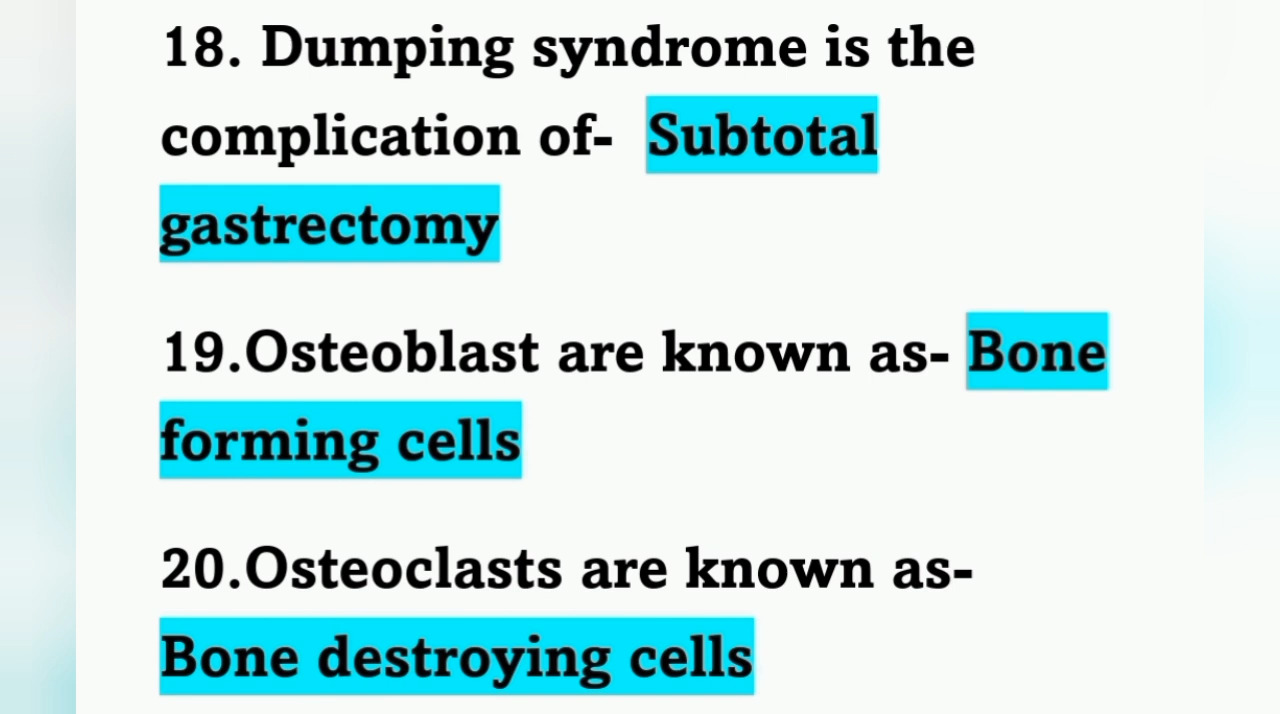 18. Dumping syndrome is the
complication of- Subtotal
gastrectomy
19.Osteoblast are known as- Bone
forming cells
20.Osteoclasts are known as-
Bone destroying cells